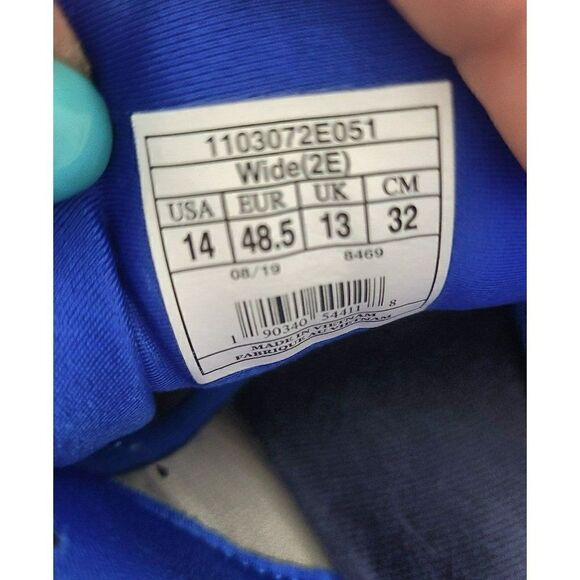 1103072E051
Wide(2E)
USA EUR UK CM
14 48.5 13 32
08/19 8469
1 90340 54411 8
MADE IN VIETNAM
FABRIQUE AU VIETNAM